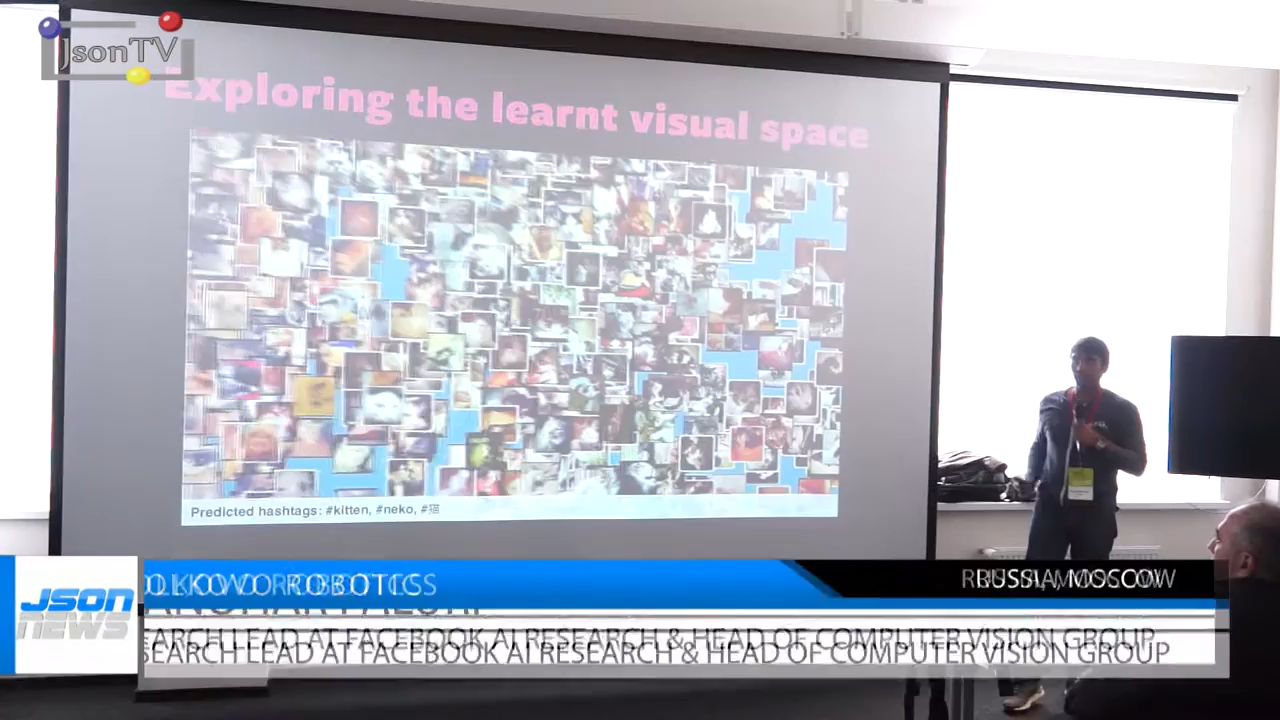 JsonTV
Exploring the learnt visual space
Predicted hashtags: #kitten, #neko, #猫
JSON
NEWS
ROBOTICS
RUSSIA, MOSCOW
LEAD AT FACEBOOK AI RESEARCH & HEAD OF COMPUTER VISION GROUP